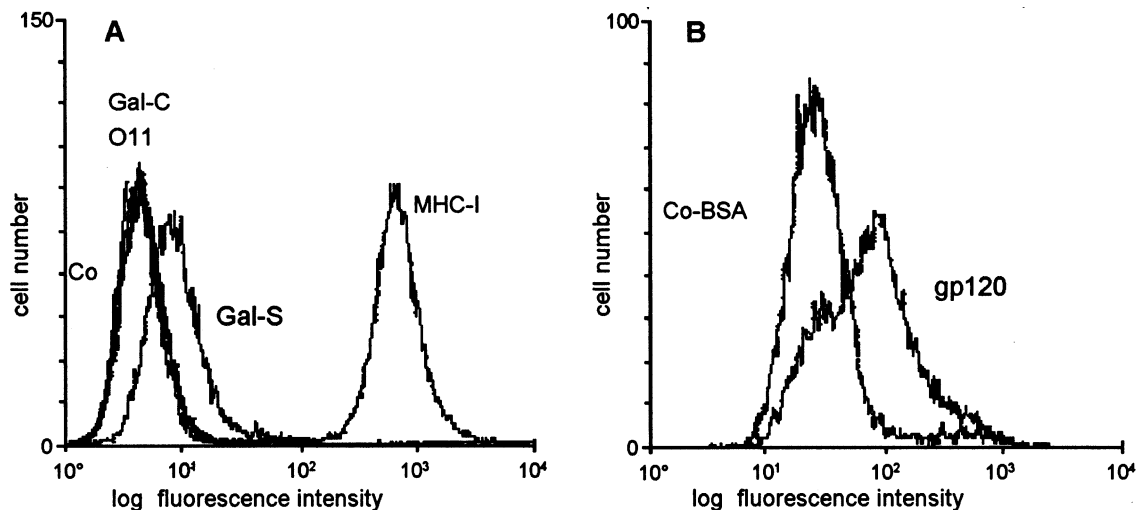 A
150
Gal-C
O11
MHC-I
Co
Gal-S
cell number
0
10° 10¹ 10² 10³ 10⁴
log fluorescence intensity
B
100
Co-BSA
gp120
cell number
0
10° 10¹ 10² 10³ 10⁴
log fluorescence intensity